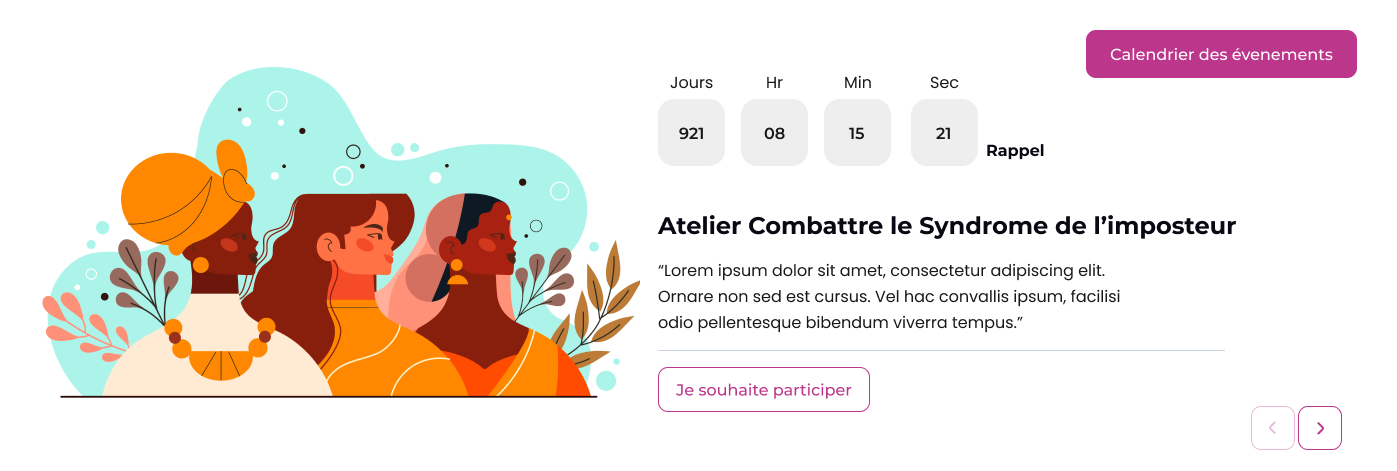 Calendrier des évenements
Jours Hr Min Sec
921 08 15 21
Rappel
Atelier Combattre le Syndrome de l’imposteur
“Lorem ipsum dolor sit amet, consectetur adipiscing elit.
Ornare non sed est cursus. Vel hac convallis ipsum, facilisi
odio pellentesque bibendum viverra tempus.”
Je souhaite participer